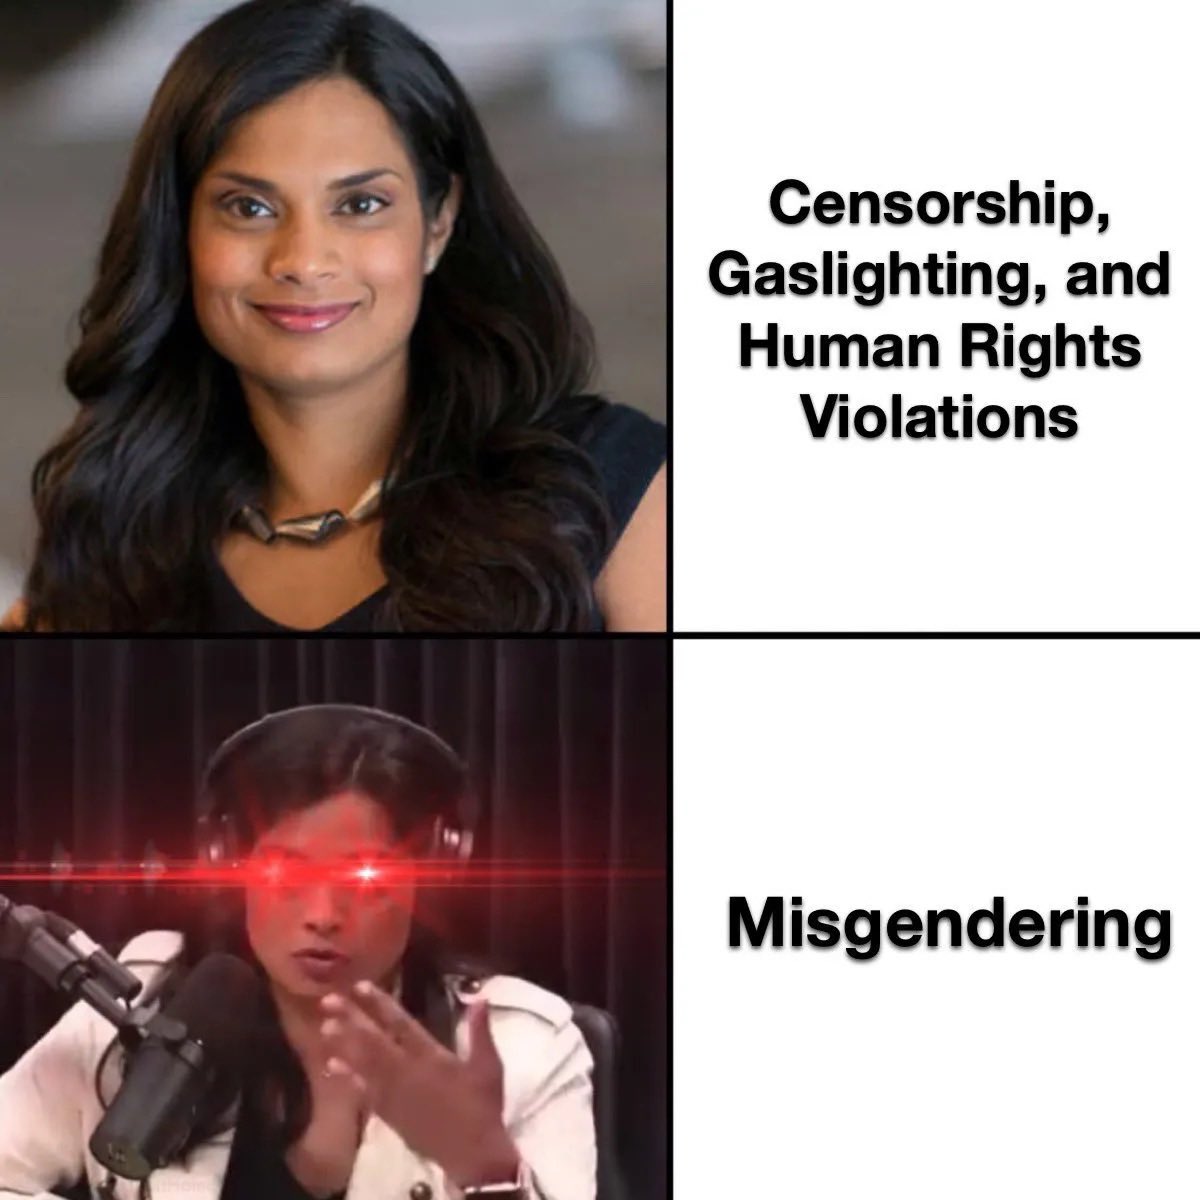 Censorship,
Gaslighting, and
Human Rights
Violations
Misgendering